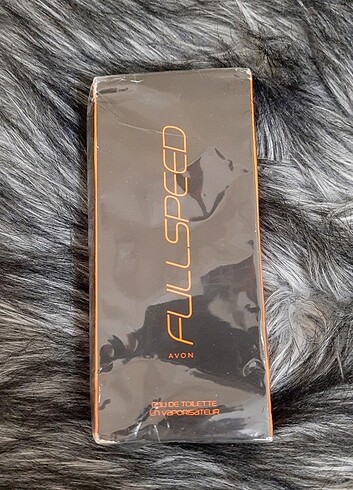 FULL SPEED
AVON
EAU DE TOILETTE
EN VAPORISATEUR